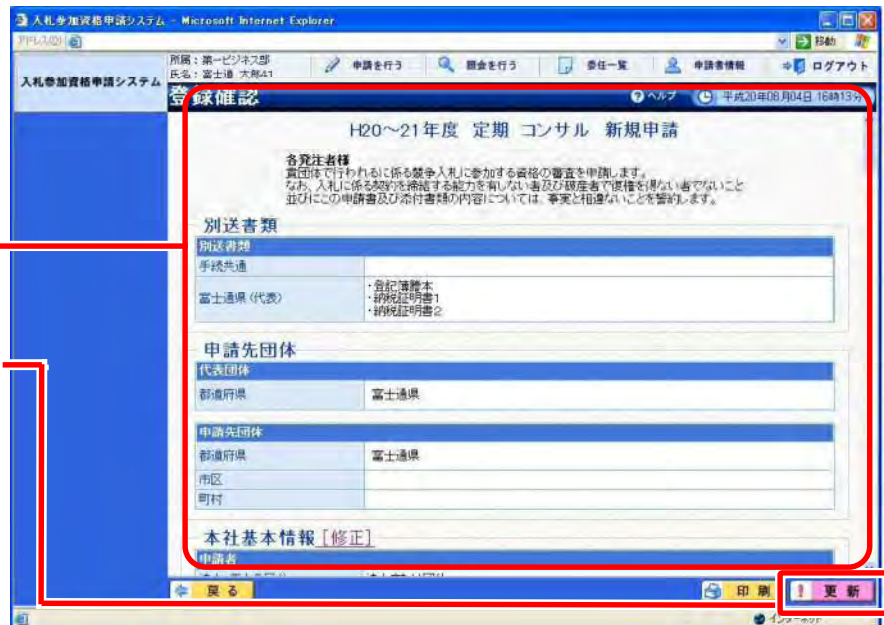 入札参加資格申請システム - Microsoft Internet Explorer
アドレス(D)
移動
入札参加資格申請システム
所属：第一ビジネス部
氏名：富士通 太郎41
申請を行う
照会を行う
委任一覧
申請者情報
ログアウト
登録確認
ヘルプ
平成20年08月04日 16時13分
H20～21年度 定期 コンサル 新規申請
各発注者様
貴団体で行われるに係る競争入札に参加する資格の審査を申請します。
なお、入札に係る契約を締結する能力を有しない者及び破産者で復権を得ない者でないこと
並びにこの申請書及び添付書類の内容については、事実と相違ないことを誓約します。
別送書類
別送書類
手続共通
富士通県（代表）
・登記簿謄本
・納税証明書1
・納税証明書2
申請先団体
代表団体
都道府県
富士通県
申請先団体
都道府県
富士通県
市区
町村
本社基本情報 [修正]
申請者
戻る
印刷
更新
インターネット